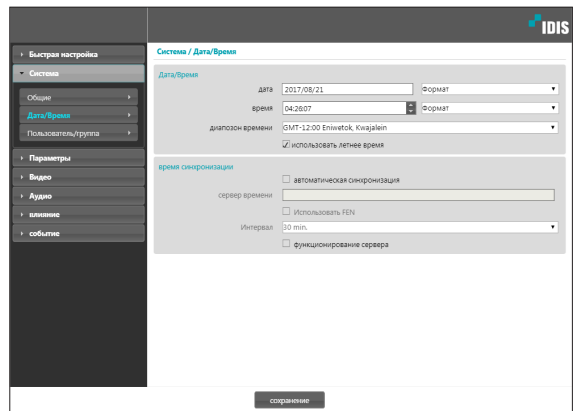 IDIS
Быстрая настройка
Система
Общие
Дата/Время
Пользователь/группа
Параметры
Видео
Аудио
влияние
событие
Система / Дата/Время
Дата/Время
дата 2017/08/21 Формат
время 04:26:07 Формат
диапозон времени GMT-12:00 Eniwetok, Kwajalein
использовать летнее время
время синхронизации
автоматическая синхронизация
сервер времени
Использовать FEN
Интервал 30 min.
функционирование сервера
сохранение